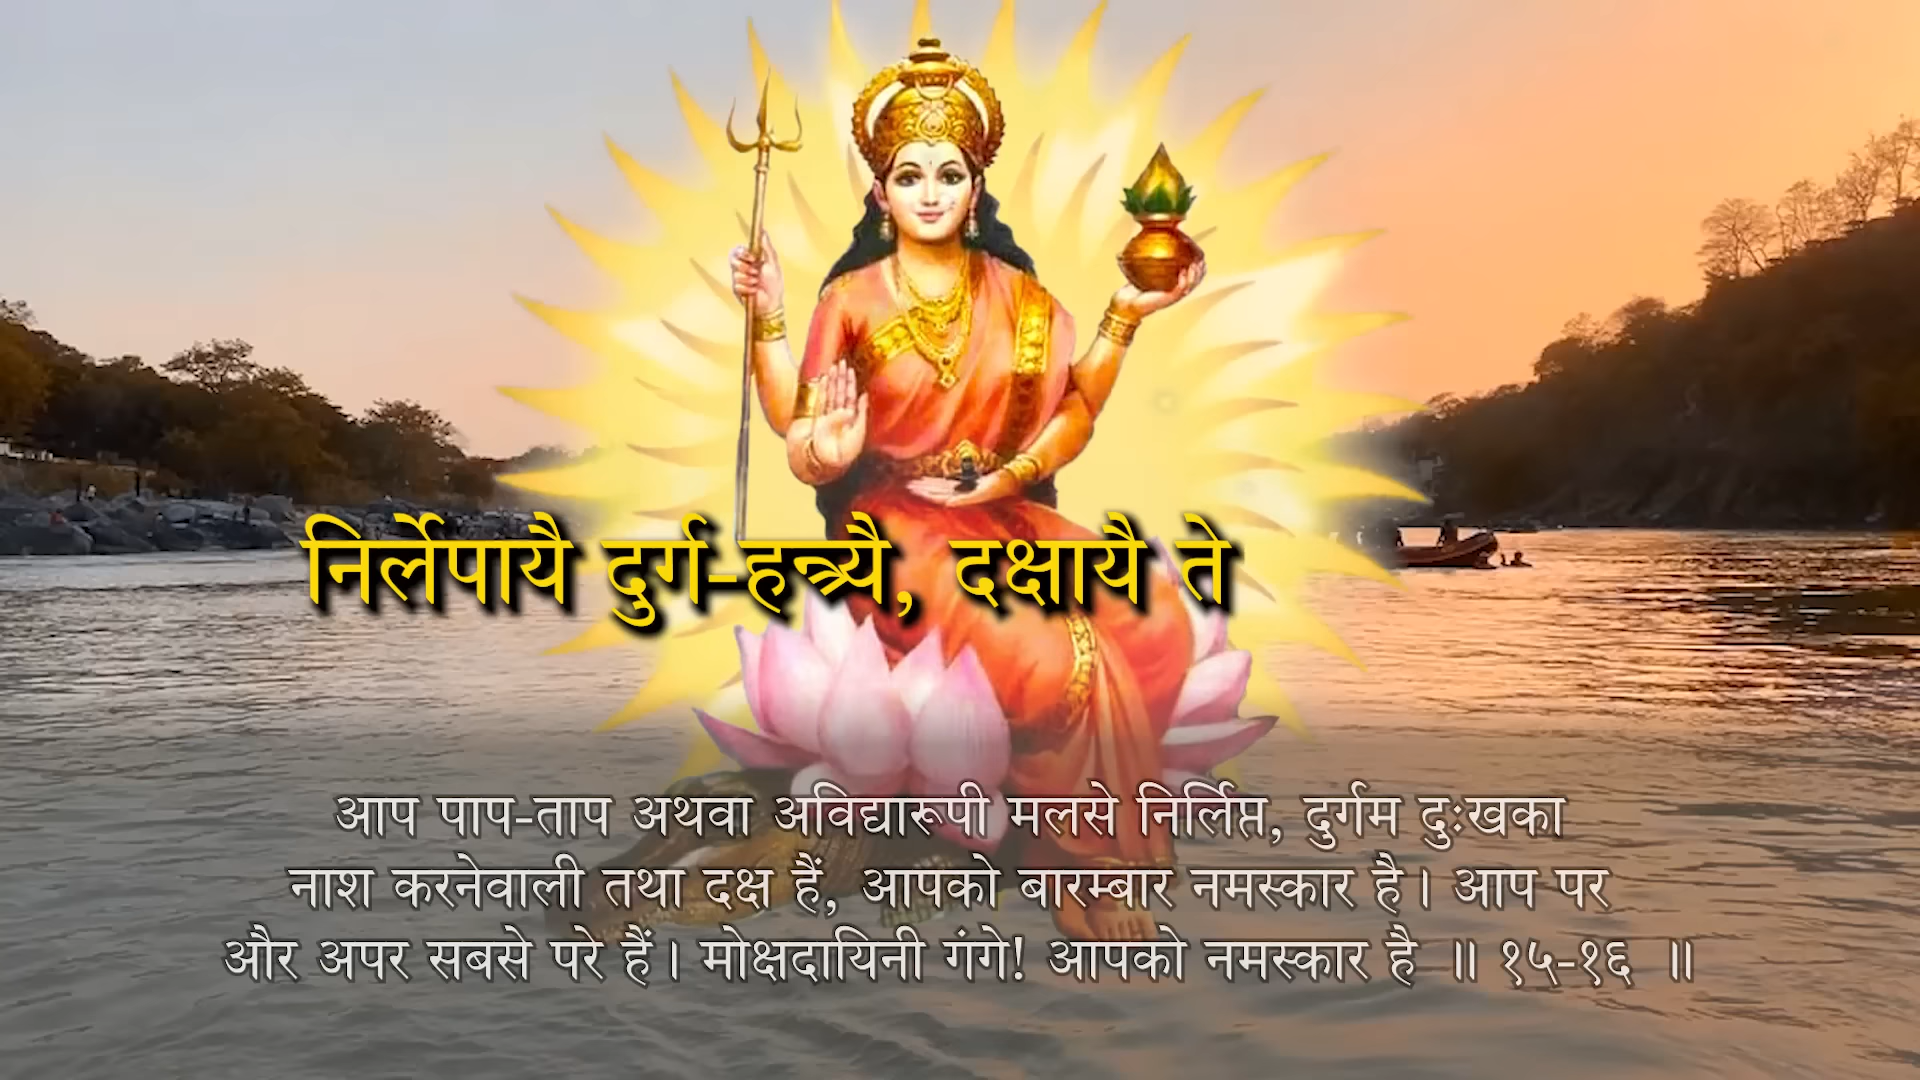 निर्लेपायै दुर्ग-हन्त्र्यै, दक्षायै ते
आप पाप-ताप अथवा अविद्यारूपी मलसे निर्लिप्त, दुर्गम दुःखका
नाश करनेवाली तथा दक्ष हैं, आपको बारम्बार नमस्कार है। आप पर
और अपर सबसे परे हैं। मोक्षदायिनी गंगे! आपको नमस्कार है ॥ १५-१६ ॥